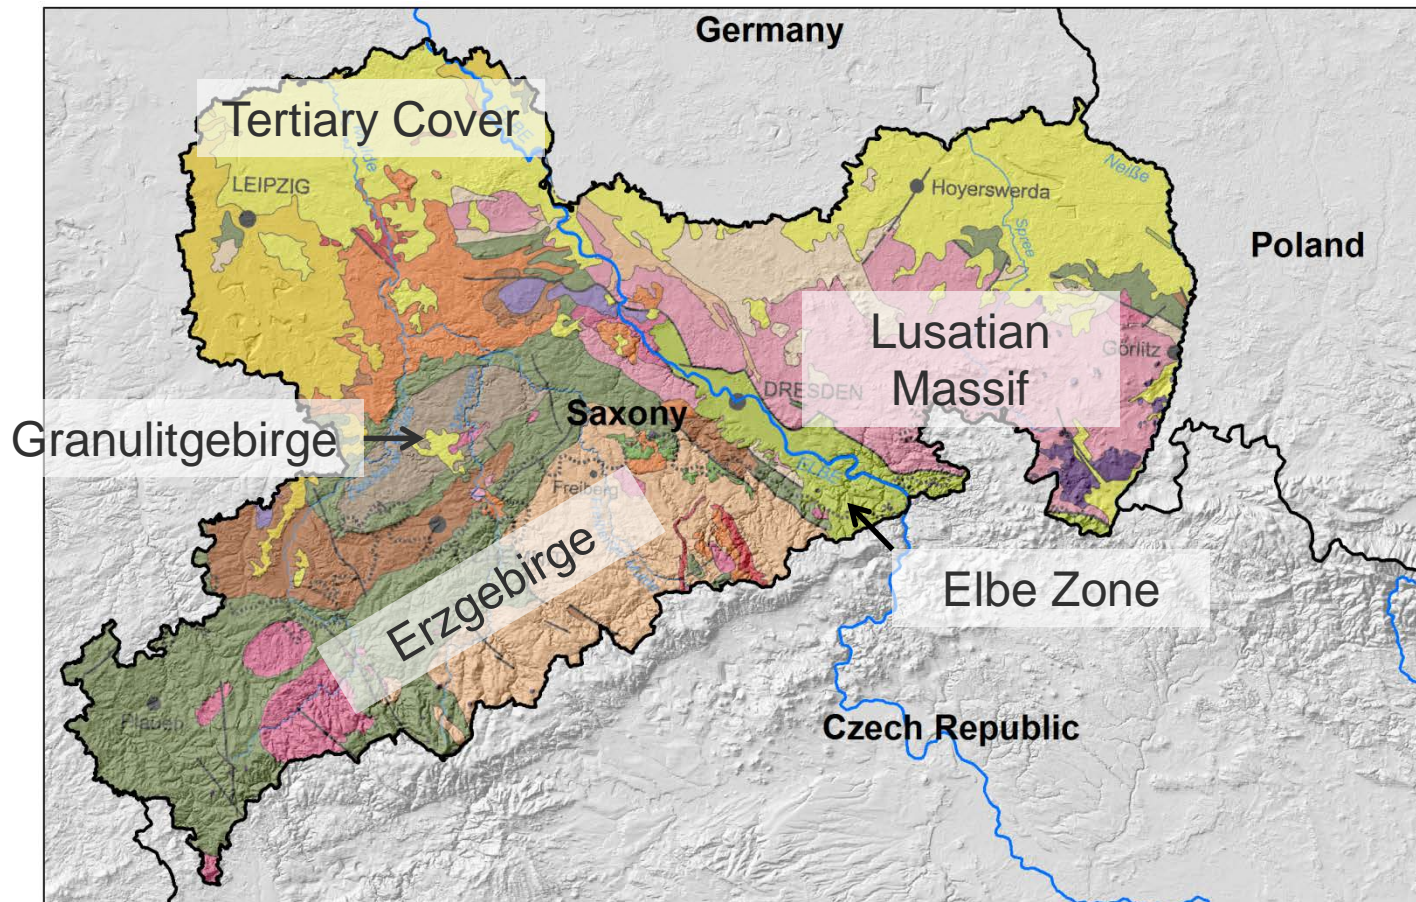 Germany
Tertiary Cover
LEIPZIG
Hoyerswerda
Neiße
Spree
Poland
Lusatian
Massif
Görlitz
DRESDEN
Saxony
Granulitgebirge
ELBE
Freiberg
Erzgebirge
Elbe Zone
Plauen
Czech Republic